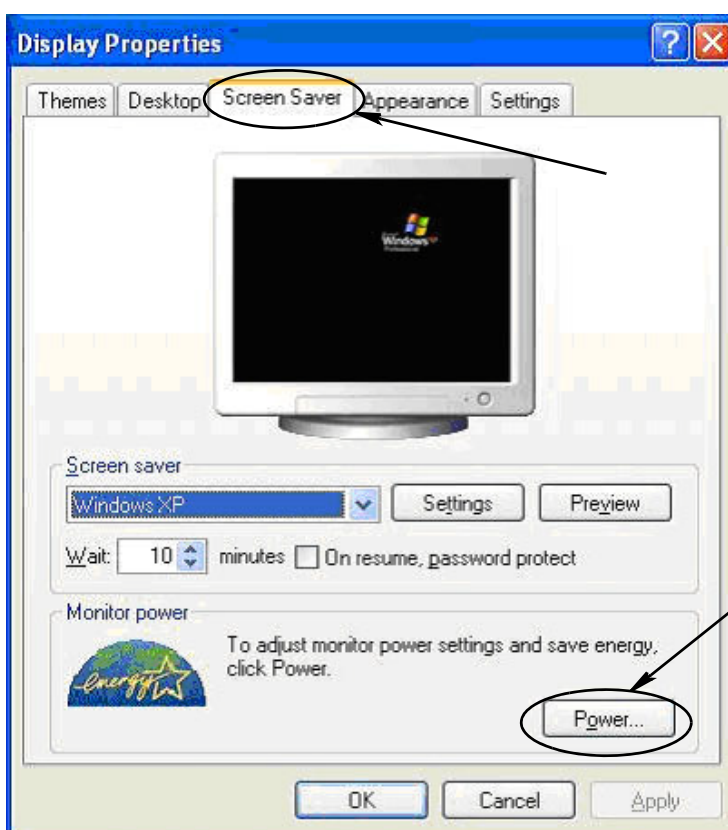 Display Properties
Themes Desktop Screen Saver Appearance Settings
Windows XP
Screen saver
Windows XP Settings Preview
Wait: 10 minutes On resume, password protect
Monitor power
energy
To adjust monitor power settings and save energy,
click Power.
Power...
OK Cancel Apply